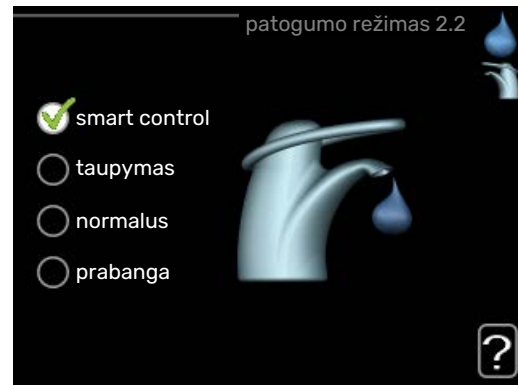 patogumo režimas 2.2
smart control
taupymas
normalus
prabanga
?